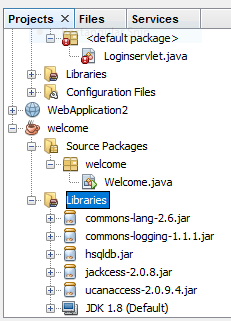 Projects
Files
Services
<default package>
Loginservlet.java
Libraries
Configuration Files
WebApplication2
welcome
Source Packages
welcome
Welcome.java
Libraries
commons-lang-2.6.jar
commons-logging-1.1.1.jar
hsqldb.jar
jackcess-2.0.8.jar
ucanaccess-2.0.9.4.jar
JDK 1.8 (Default)